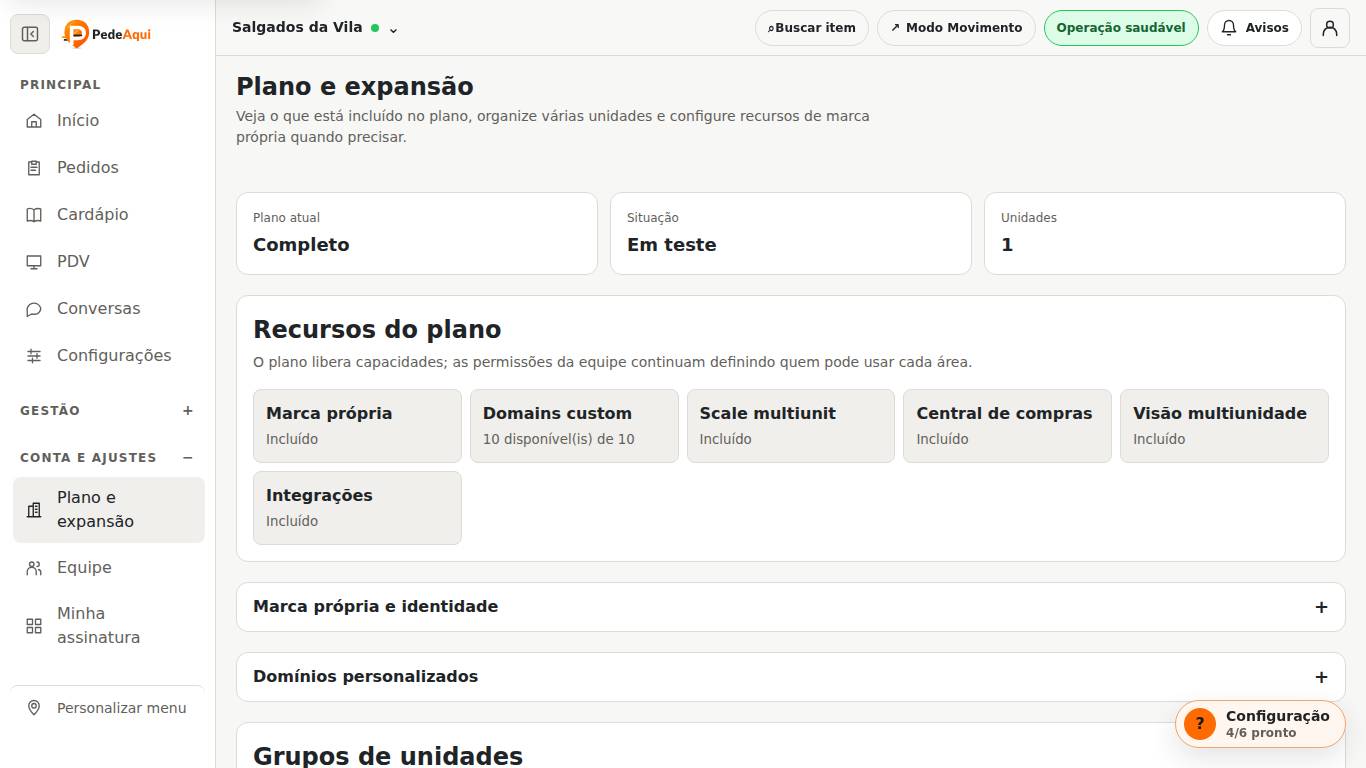 PedeAqui
Salgados da Vila
⌕Buscar item
↗ Modo Movimento
Operação saudável
Avisos
PRINCIPAL
Início
Pedidos
Cardápio
PDV
Conversas
Configurações
GESTÃO +
CONTA E AJUSTES −
Plano e
expansão
Equipe
Minha
assinatura
Personalizar menu
Plano e expansão
Veja o que está incluído no plano, organize várias unidades e configure recursos de marca
própria quando precisar.
Plano atual
Completo
Situação
Em teste
Unidades
1
Recursos do plano
O plano libera capacidades; as permissões da equipe continuam definindo quem pode usar cada área.
Marca própria
Incluído
Domains custom
10 disponível(is) de 10
Scale multiunit
Incluído
Central de compras
Incluído
Visão multiunidade
Incluído
Integrações
Incluído
Marca própria e identidade +
Domínios personalizados +
Grupos de unidades
?
Configuração
4/6 pronto